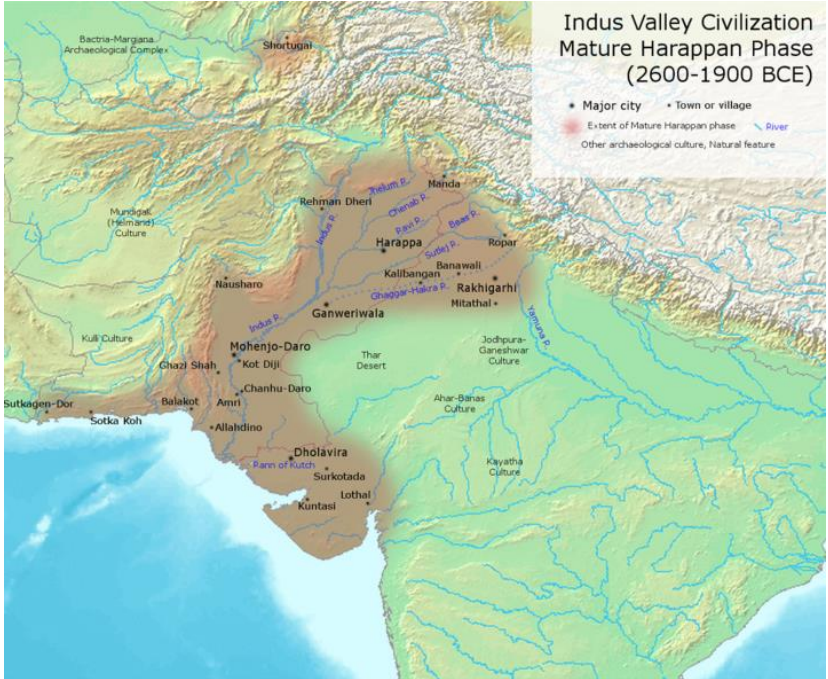 Indus Valley Civilization
Mature Harappan Phase
(2600-1900 BCE)
Major city
Town or village
Extent of Mature Harappan phase
River
Other archaeological culture, Natural feature
Bactria-Margiana
Archaeological Complex
Shortugai
Manda
Jhelum R.
Rehman Dheri
Chenab R.
Mundigak
(Helmand)
Culture
Indus R.
Ravi R.
Beas R.
Harappa
Ropar
Sutlej R.
Banawali
Kalibangan
Nausharo
Rakhigarhi
Ghaggar-Hakra R.
Mitathal
Ganweriwala
Indus R.
Yamuna R.
Kulli Culture
Mohenjo-Daro
Jodhpura-
Ganeshwar
Culture
Kot Diji
Ghazi Shah
Thar
Desert
Chanhu-Daro
Amri
Ahar-Banas
Culture
Sutkagen-Dor
Balakot
Sotka Koh
Allahdino
Dholavira
Rann of Kutch
Kayatha
Culture
Surkotada
Lothal
Kuntasi